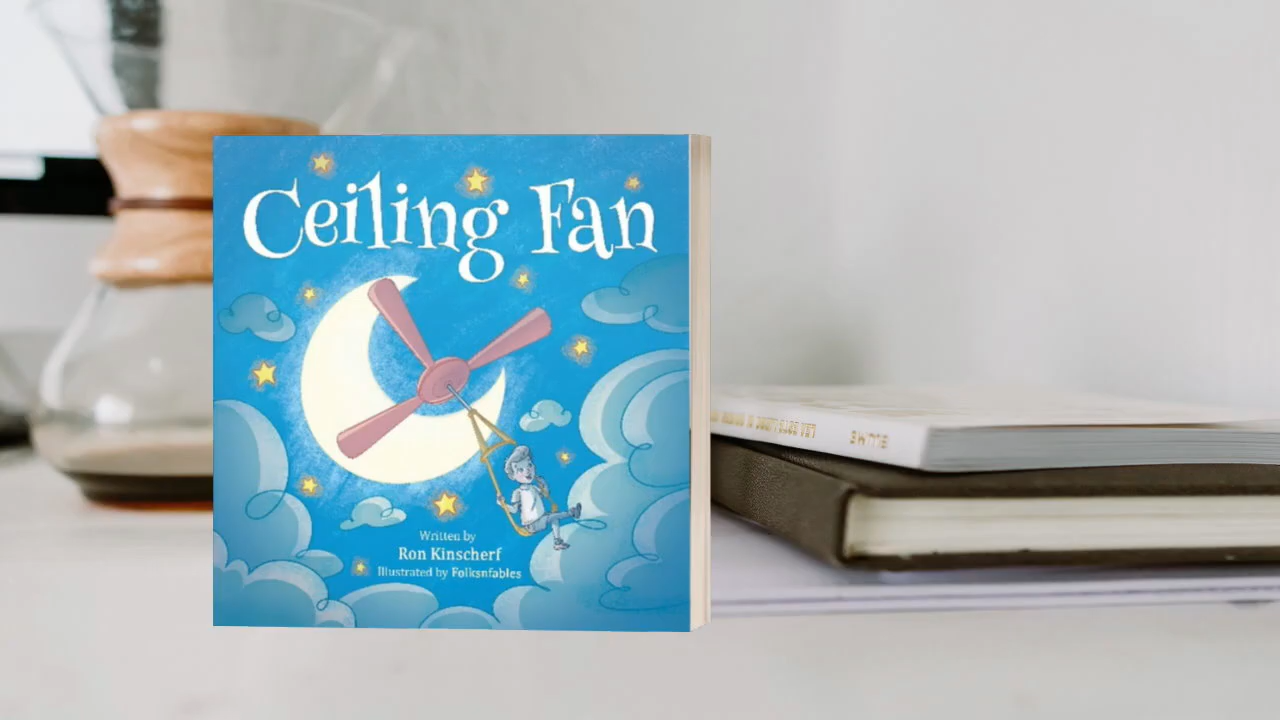 Ceiling Fan
Written by
Ron Kinscherf
Illustrated by Folksnfables